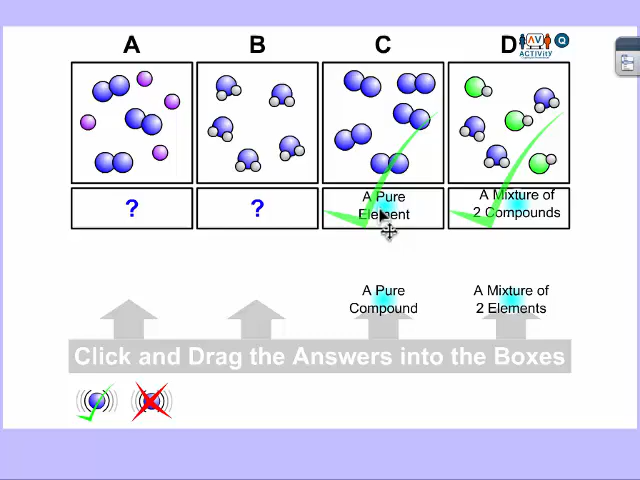 A
B
C
D
AV
ACTIVITY
Q
?
?
A Pure
Element
A Mixture of
2 Compounds
A Pure
Compound
A Mixture of
2 Elements
Click and Drag the Answers into the Boxes